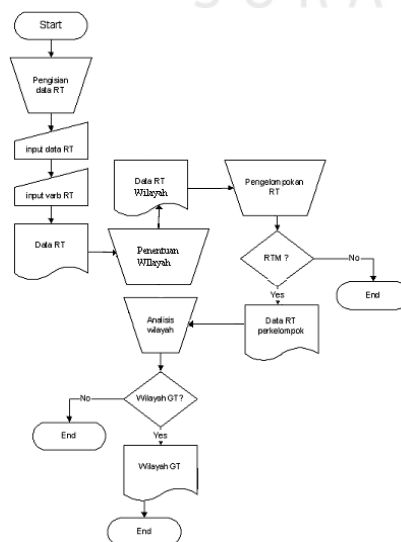 S U R A
Start
Pengisian
data RT
input data RT
input varb RT
Data RT
Penentuan
WIlayah
Data RT
Wilayah
Pengelompokan
RT
RTM ?
No
End
Yes
Data RT
perkelompok
Analisis
wilayah
Wilayah GT?
No
End
Yes
Wilayah GT
End